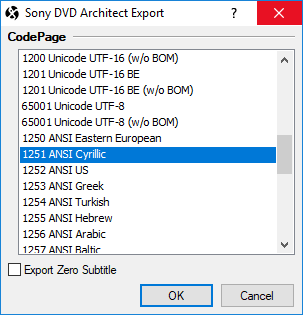 Sony DVD Architect Export
?
CodePage
1200 Unicode UTF-16 (w/o BOM)
1201 Unicode UTF-16 BE
1201 Unicode UTF-16 BE (w/o BOM)
65001 Unicode UTF-8
65001 Unicode UTF-8 (w/o BOM)
1250 ANSI Eastern European
1251 ANSI Cyrillic
1252 ANSI US
1253 ANSI Greek
1254 ANSI Turkish
1255 ANSI Hebrew
1256 ANSI Arabic
1257 ANSI Baltic
Export Zero Subtitle
OK
Cancel